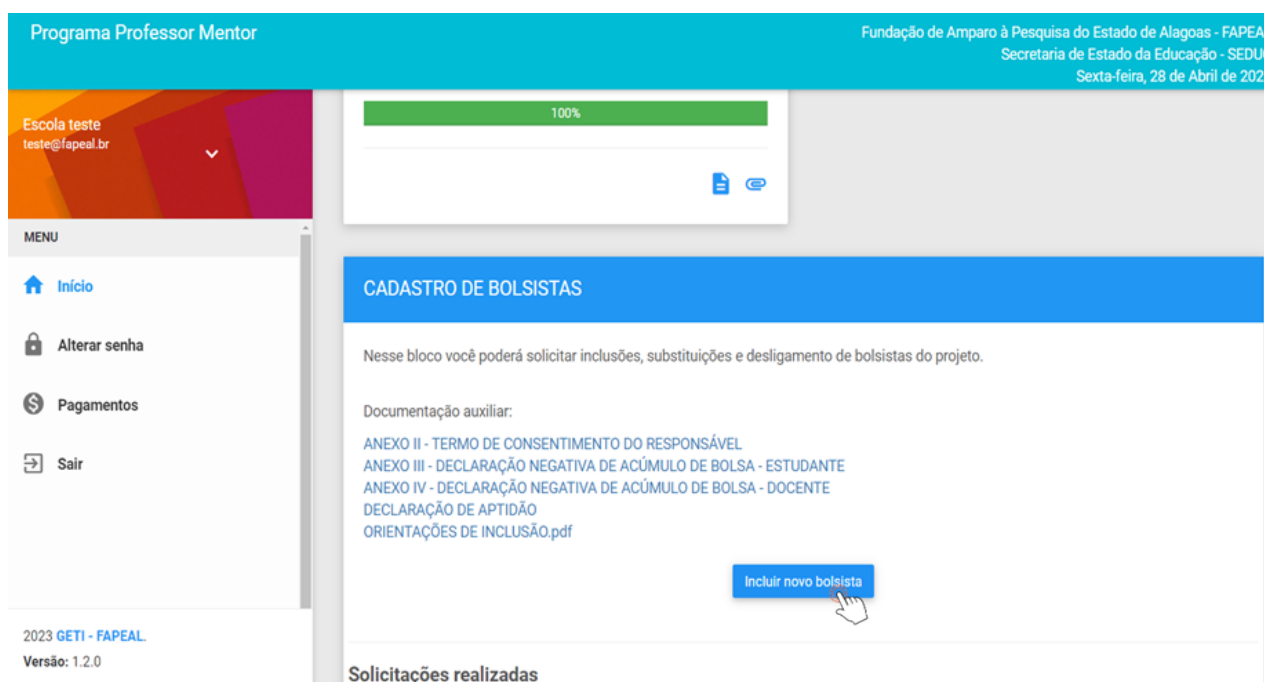 Programa Professor Mentor
Fundação de Amparo à Pesquisa do Estado de Alagoas - FAPEA
Secretaria de Estado da Educação - SEDU
Sexta-feira, 28 de Abril de 202
Escola teste
teste@fapeal.br
100%
MENU
Início
Alterar senha
Pagamentos
Sair
2023 GETI - FAPEAL.
Versão: 1.2.0
CADASTRO DE BOLSISTAS
Nesse bloco você poderá solicitar inclusões, substituições e desligamento de bolsistas do projeto.
Documentação auxiliar:
ANEXO II - TERMO DE CONSENTIMENTO DO RESPONSÁVEL
ANEXO III - DECLARAÇÃO NEGATIVA DE ACÚMULO DE BOLSA - ESTUDANTE
ANEXO IV - DECLARAÇÃO NEGATIVA DE ACÚMULO DE BOLSA - DOCENTE
DECLARAÇÃO DE APTIDÃO
ORIENTAÇÕES DE INCLUSÃO.pdf
Incluir novo bolsista
Solicitações realizadas